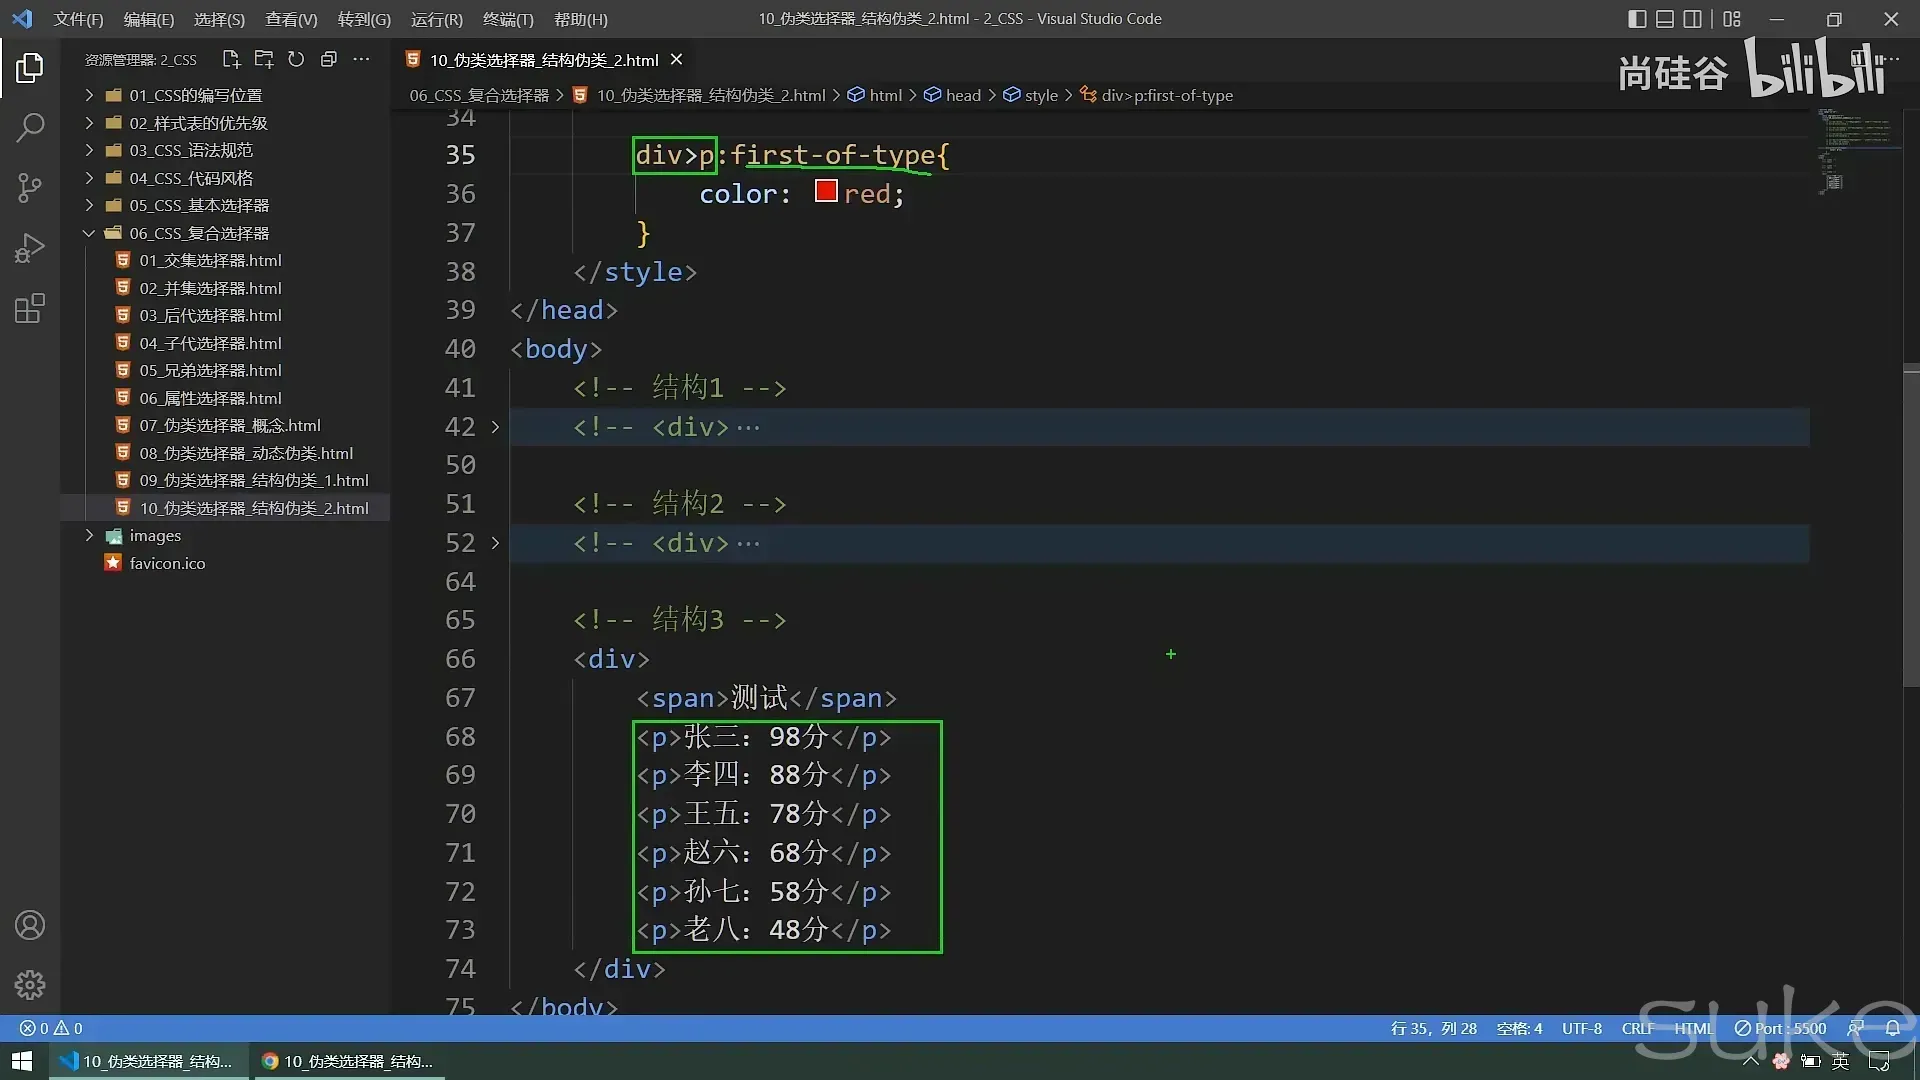 文件(F) 编辑(E) 选择(S) 查看(V) 转到(G) 运行(R) 终端(T) 帮助(H) 10_伪类选择器_结构伪类_2.html - 2_CSS - Visual Studio Code
资源管理器: 2_CSS
10_伪类选择器_结构伪类_2.html
尚硅谷 bilibili
06_CSS_复合选择器 > 10_伪类选择器_结构伪类_2.html > html > head > style > div>p:first-of-type
01_CSS的编写位置
02_样式表的优先级
03_CSS_语法规范
04_CSS_代码风格
05_CSS_基本选择器
06_CSS_复合选择器
01_交集选择器.html
02_并集选择器.html
03_后代选择器.html
04_子代选择器.html
05_兄弟选择器.html
06_属性选择器.html
07_伪类选择器_概念.html
08_伪类选择器_动态伪类.html
09_伪类选择器_结构伪类_1.html
10_伪类选择器_结构伪类_2.html
images
favicon.ico
34
35 div>p:first-of-type{
36 color: red;
37 }
38 </style>
39 </head>
40 <body>
41 <!-- 结构1 -->
42 <!-- <div>…
50
51 <!-- 结构2 -->
52 <!-- <div>…
64
65 <!-- 结构3 -->
66 <div>
67 <span>测试</span>
68 <p>张三：98分</p>
69 <p>李四：88分</p>
70 <p>王五：78分</p>
71 <p>赵六：68分</p>
72 <p>孙七：58分</p>
73 <p>老八：48分</p>
74 </div>
75 </body>
0 0 行 35，列 28 空格: 4 UTF-8 CRLF HTML Port : 5500
suke
10_伪类选择器_结构... 10_伪类选择器_结构... 英